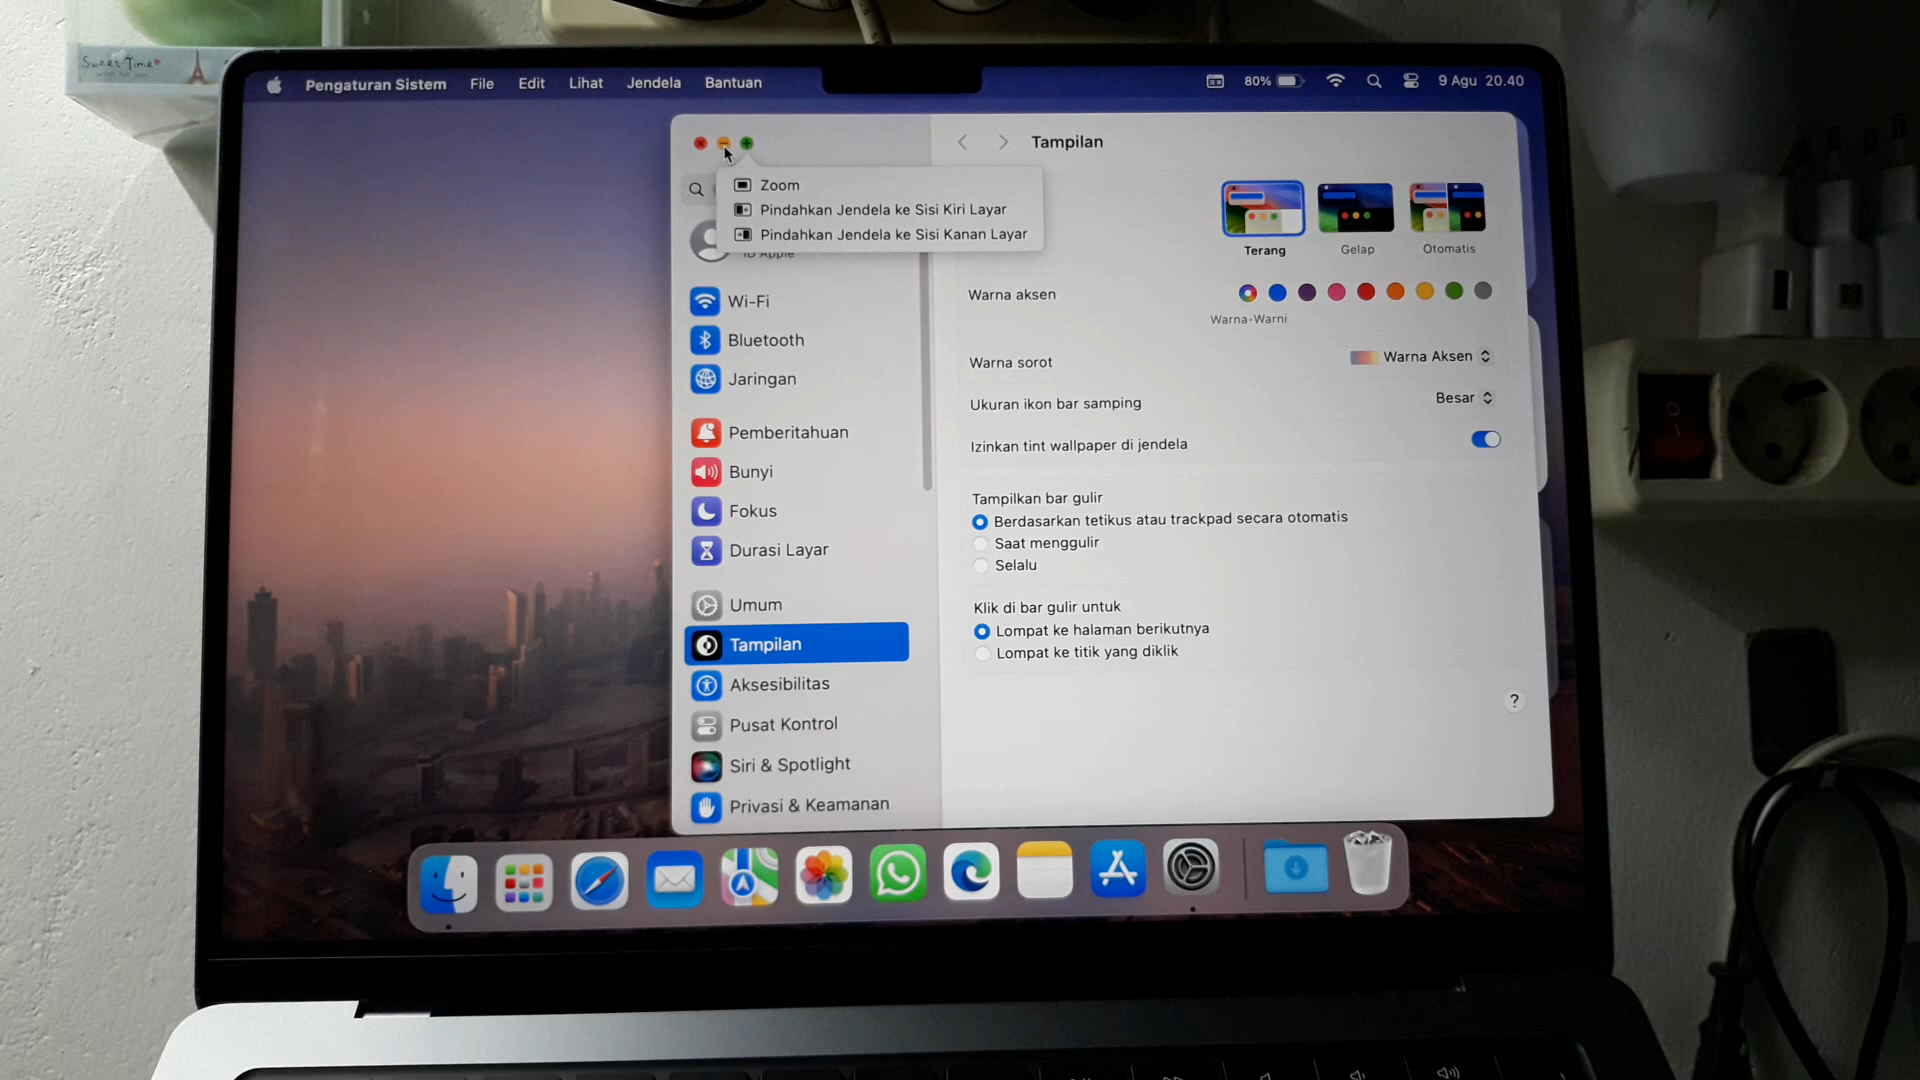 Sweet Time
Pengaturan Sistem File Edit Lihat Jendela Bantuan 80% 9 Agu 20.40
Tampilan
Zoom
Pindahkan Jendela ke Sisi Kiri Layar
Pindahkan Jendela ke Sisi Kanan Layar
ID Apple
Wi-Fi
Bluetooth
Jaringan
Pemberitahuan
Bunyi
Fokus
Durasi Layar
Umum
Tampilan
Aksesibilitas
Pusat Kontrol
Siri & Spotlight
Privasi & Keamanan
Terang Gelap Otomatis
Warna aksen
Warna-Warni
Warna sorot Warna Aksen
Ukuran ikon bar samping Besar
Izinkan tint wallpaper di jendela
Tampilkan bar gulir
Berdasarkan tetikus atau trackpad secara otomatis
Saat menggulir
Selalu
Klik di bar gulir untuk
Lompat ke halaman berikutnya
Lompat ke titik yang diklik
?